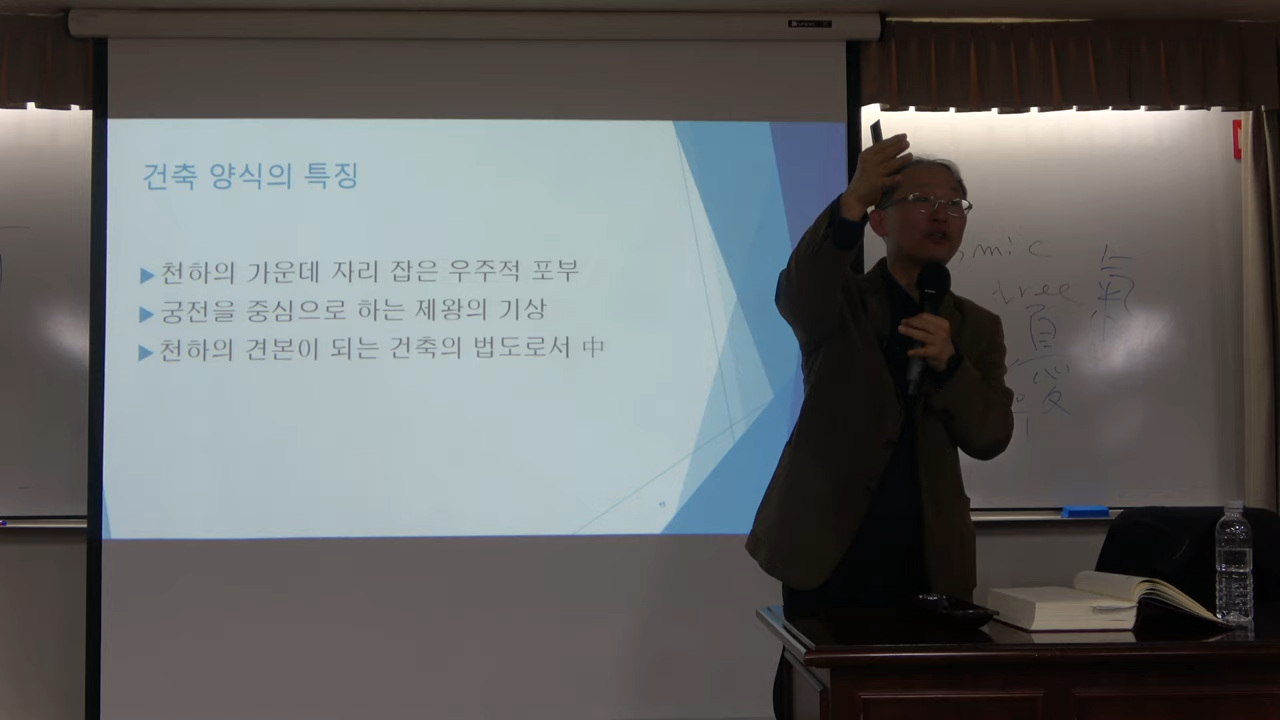 건축 양식의 특징
▶천하의 가운데 자리 잡은 우주적 포부
▶궁전을 중심으로 하는 제왕의 기상
▶천하의 견본이 되는 건축의 법도로서 中
mic
tree
氣